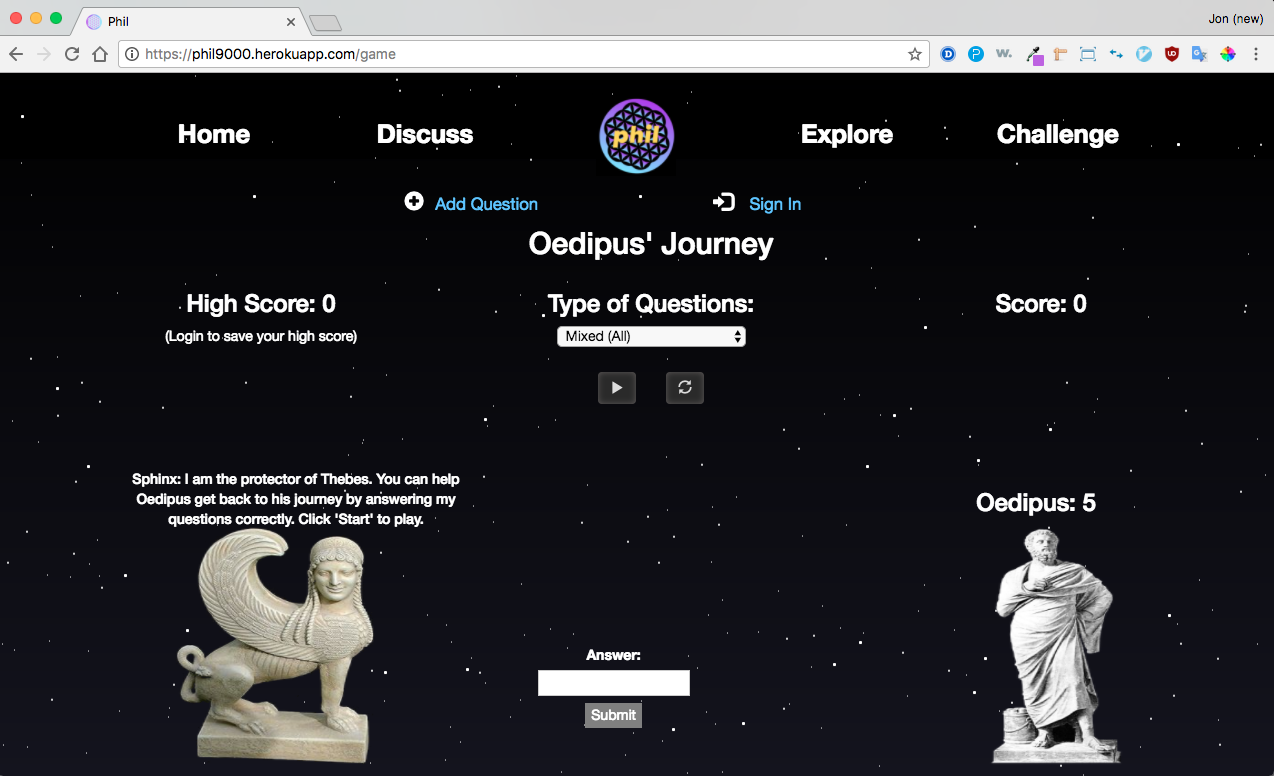 Phil
Jon (new)
https://phil9000.herokuapp.com/game
Home
Discuss
phil
Explore
Challenge
Add Question
Sign In
Oedipus' Journey
High Score: 0
Type of Questions:
Score: 0
(Login to save your high score)
Mixed (All)
Sphinx: I am the protector of Thebes. You can help
Oedipus get back to his journey by answering my
questions correctly. Click 'Start' to play.
Oedipus: 5
Answer:
Submit